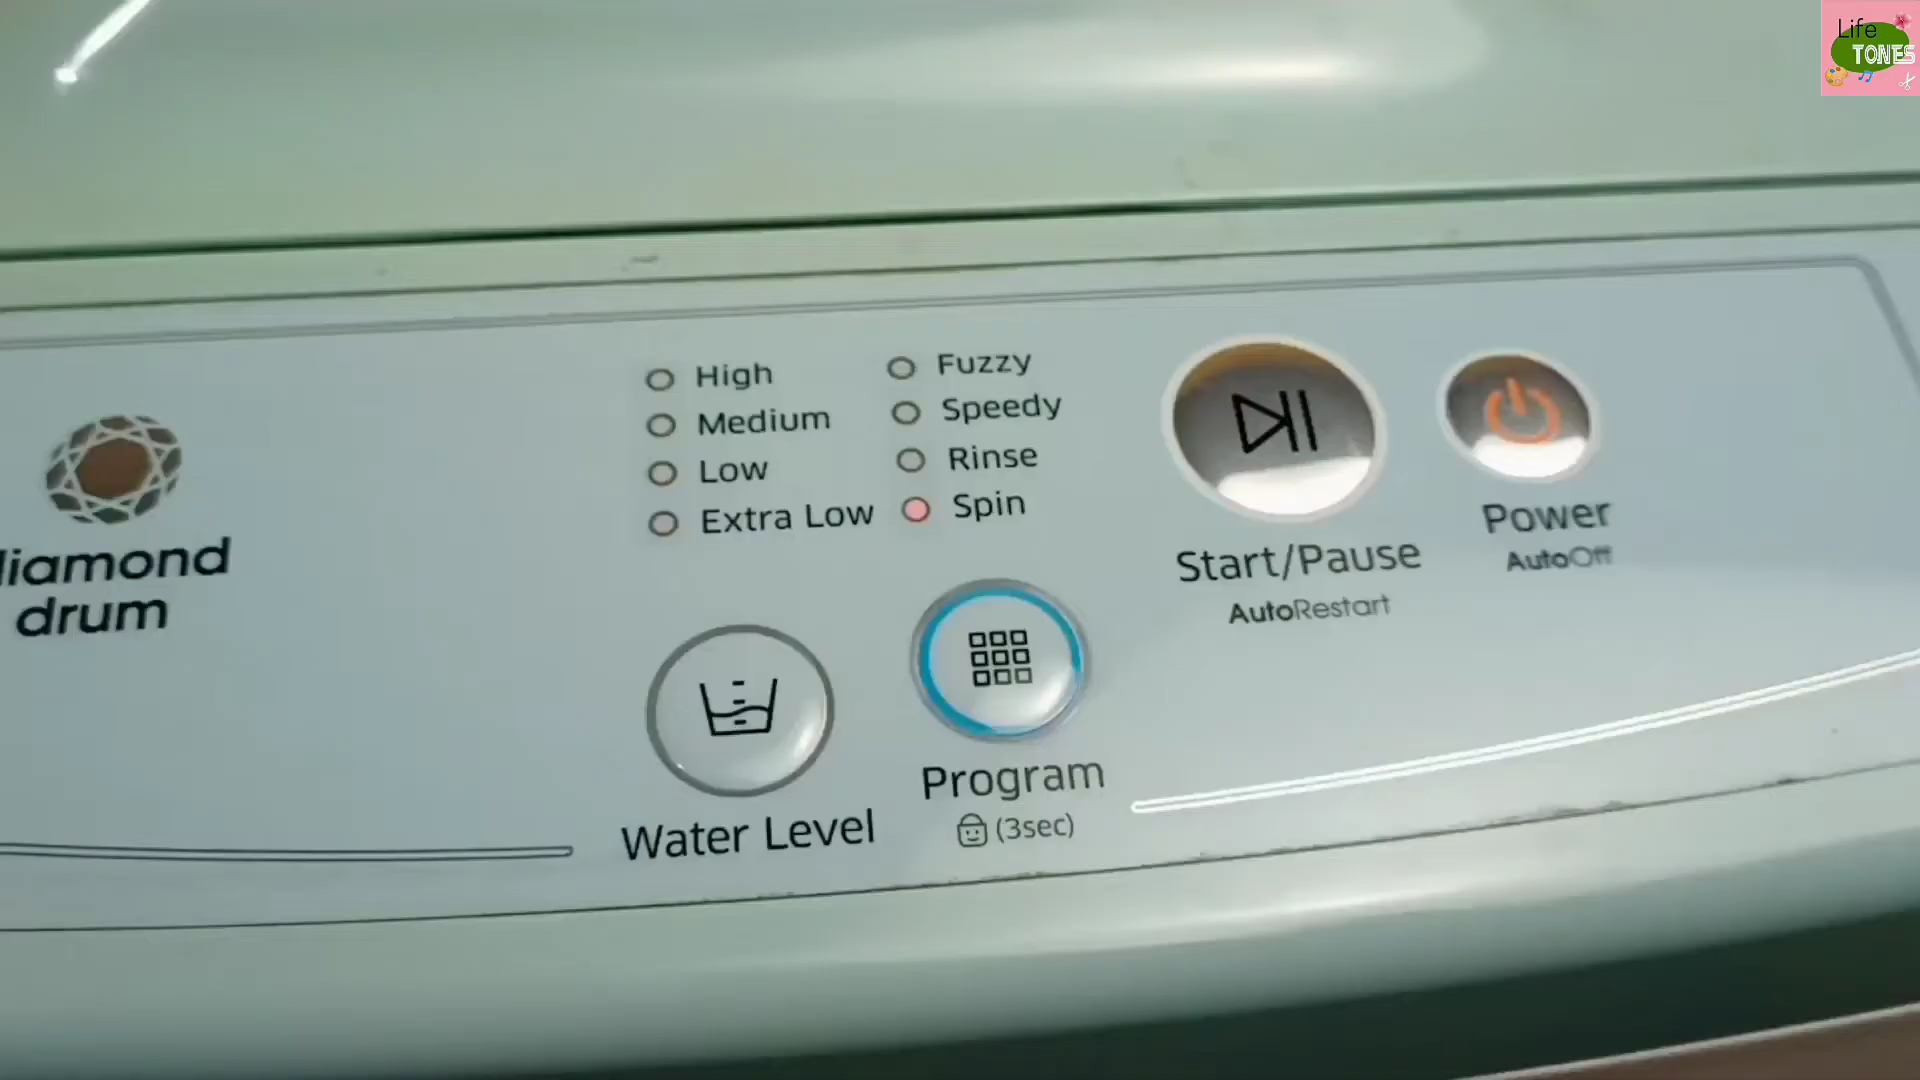 Life
TONES
High
Medium
Low
Extra Low
Fuzzy
Speedy
Rinse
Spin
diamond
drum
Water Level
Program
(3sec)
Start/Pause
AutoRestart
Power
AutoOff